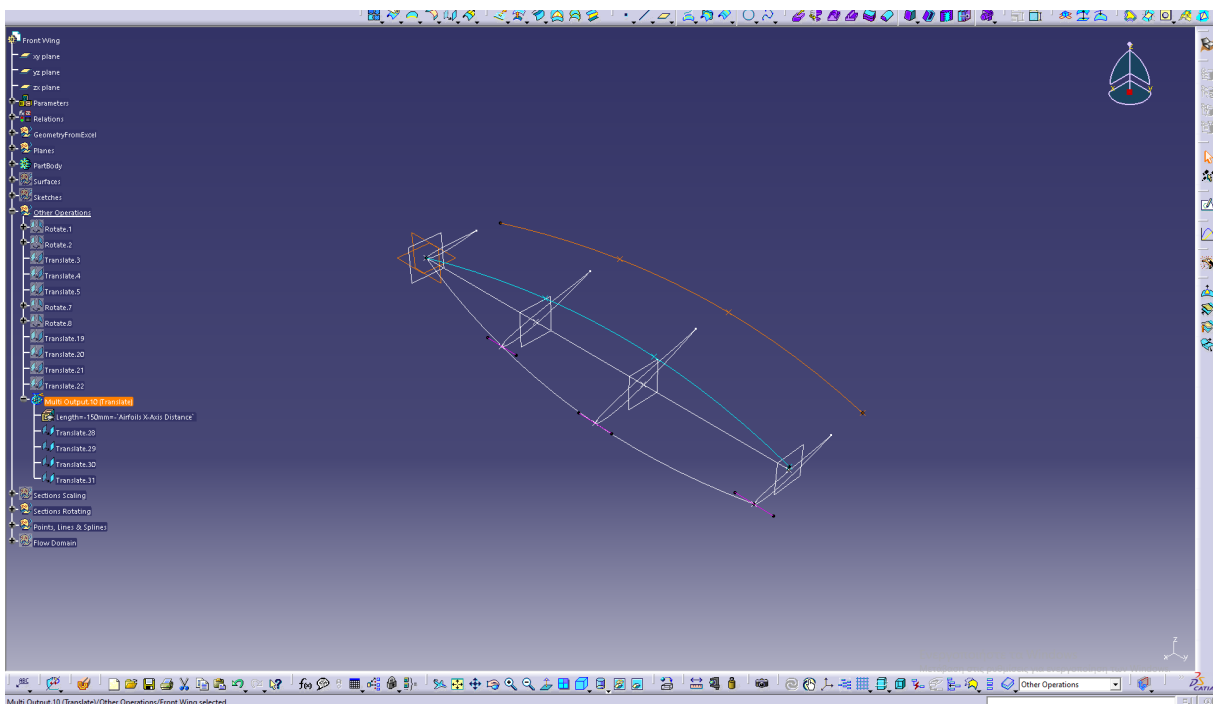 Front Wing
xy plane
yz plane
zx plane
Parameters
Relations
GeometryFromExcel
Planes
PartBody
Surfaces
Sketches
Other Operations
Rotate.1
Rotate.2
Translate.3
Translate.4
Translate.5
Rotate.7
Rotate.8
Translate.19
Translate.20
Translate.21
Translate.22
Multi Output.10 (Translate)
Length=-150mm=-`Airfoils X-Axis Distance`
Translate.28
Translate.29
Translate.30
Translate.31
Sections Scaling
Sections Rotating
Points, Lines & Splines
Flow Domain
z
x
y
f(x)
Other Operations
CATIA
Multi Output.10 (Translate)/Other Operations/Front Wing selected